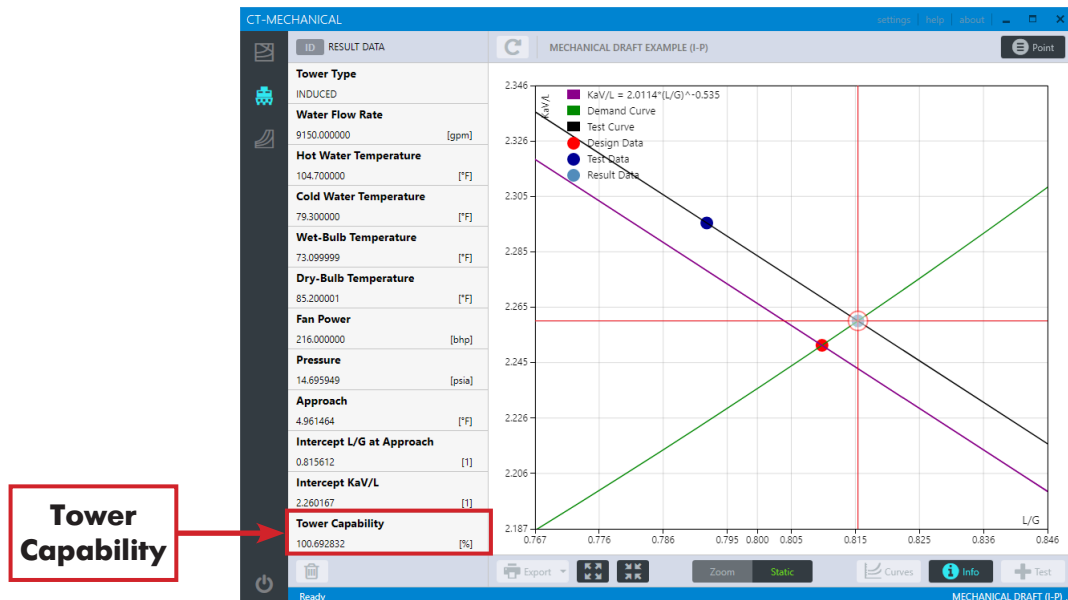 CT-MECHANICAL
settings help about
ID RESULT DATA
MECHANICAL DRAFT EXAMPLE (I-P)
Point
Tower Type
INDUCED
Water Flow Rate
9150.000000 [gpm]
Hot Water Temperature
104.700000 [°F]
Cold Water Temperature
79.300000 [°F]
Wet-Bulb Temperature
73.099999 [°F]
Dry-Bulb Temperature
85.200001 [°F]
Fan Power
216.000000 [bhp]
Pressure
14.695949 [psia]
Approach
4.961464 [°F]
Intercept L/G at Approach
0.815612 [1]
Intercept KaV/L
2.260167 [1]
Tower Capability
100.692832 [%]
Tower
Capability
KaV/L
KaV/L = 2.0114*(L/G)^-0.535
Demand Curve
Test Curve
Design Data
Test Data
Result Data
2.346
2.326
2.305
2.285
2.265
2.245
2.226
2.206
2.187
L/G
0.767 0.776 0.786 0.795 0.800 0.805 0.815 0.825 0.836 0.846
Export Zoom Static Curves Info Test
Ready
MECHANICAL DRAFT (I-P)